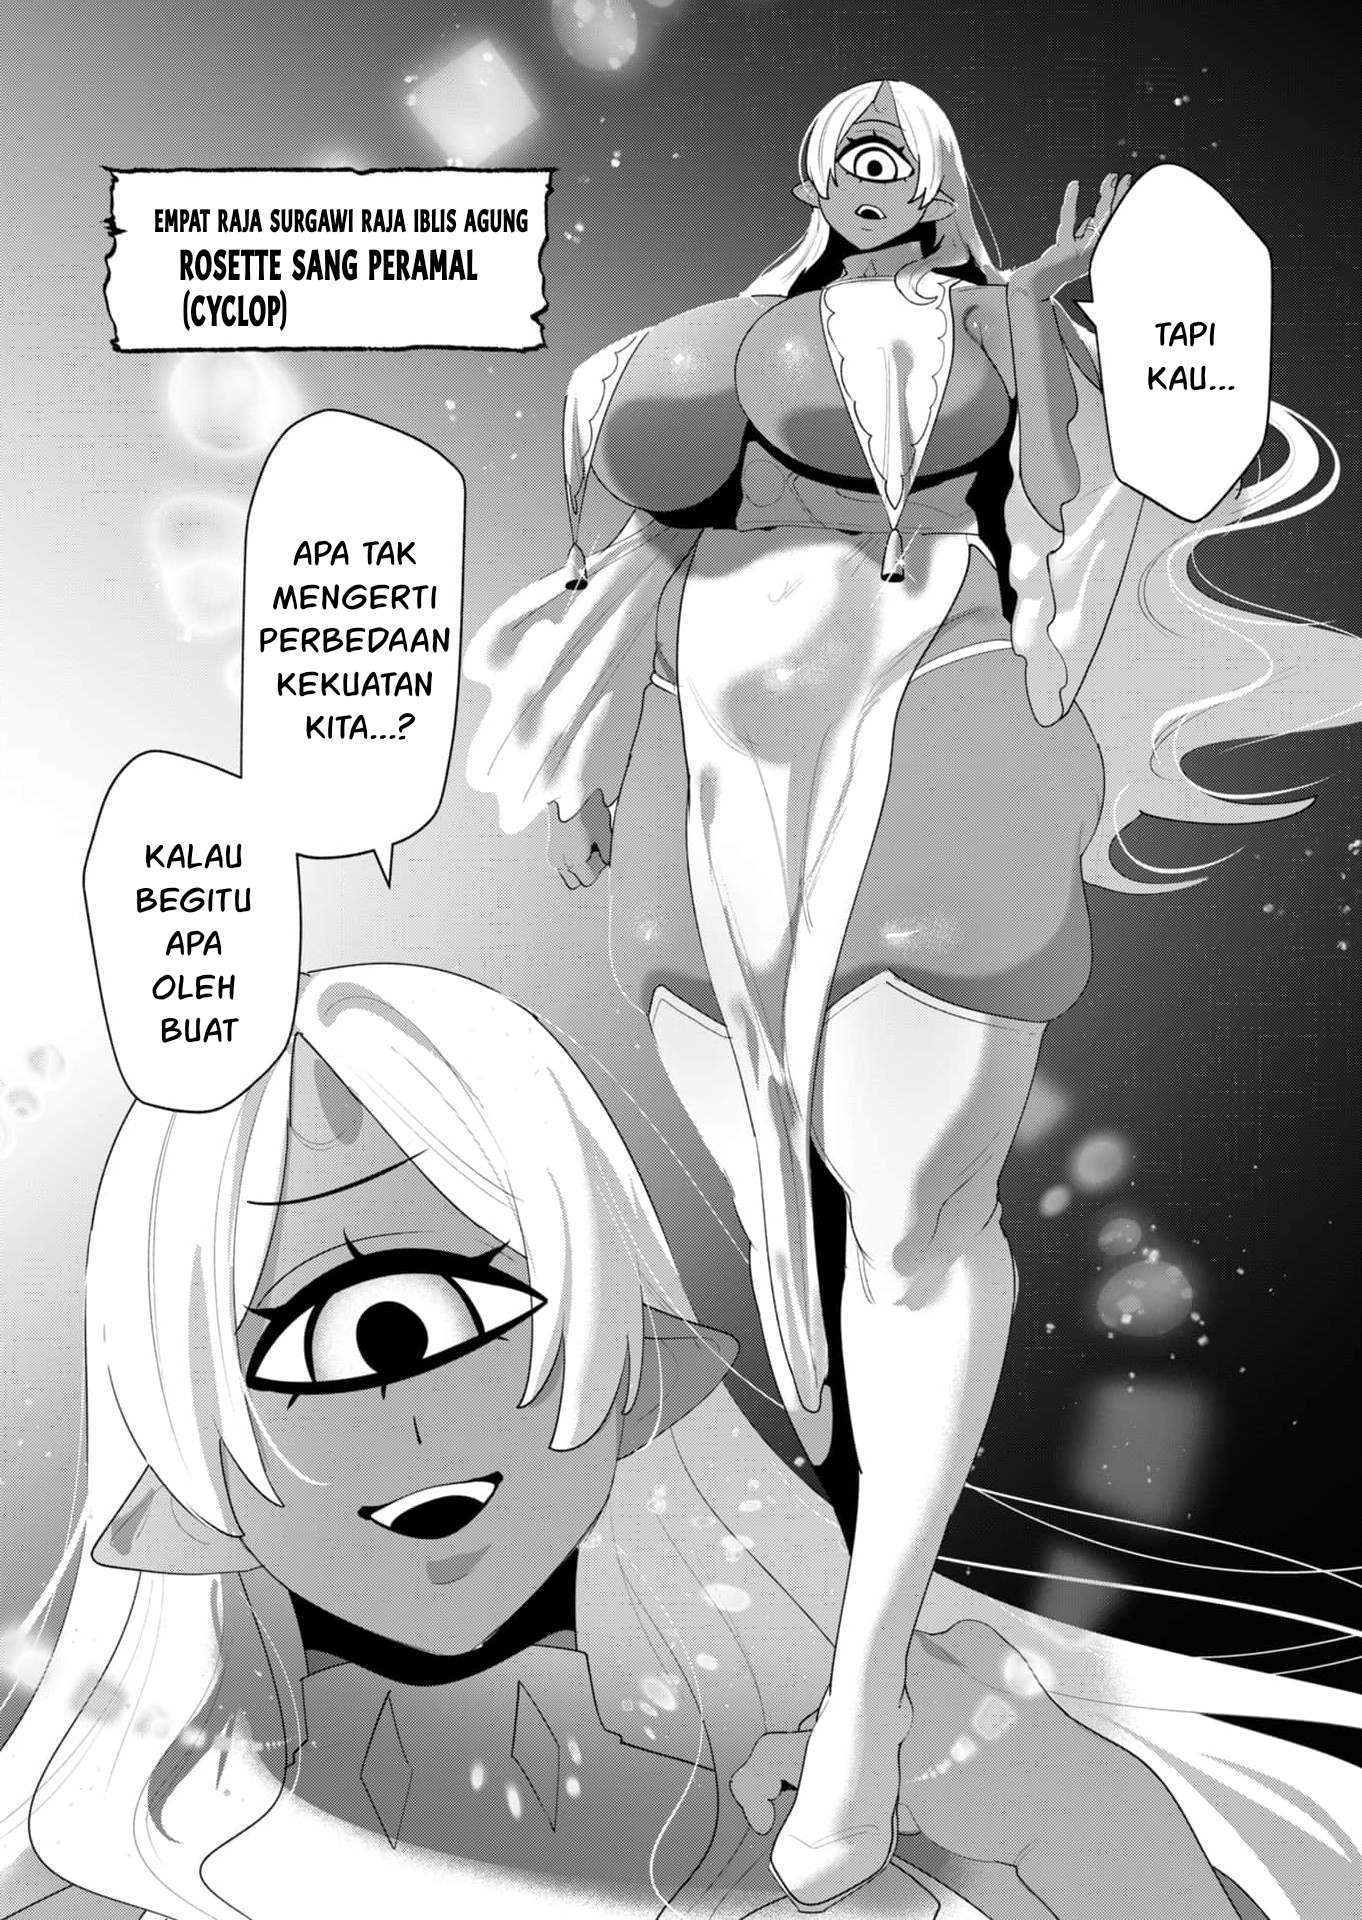 EMPAT RAJA SURGAWI RAJA IBLIS AGUNG
ROSETTE SANG PERAMAL
(CYCLOP)
TAPI
KAU...
APA TAK
MENGERTI
PERBEDAAN
KEKUATAN
KITA...?
KALAU
BEGITU
APA
OLEH
BUAT